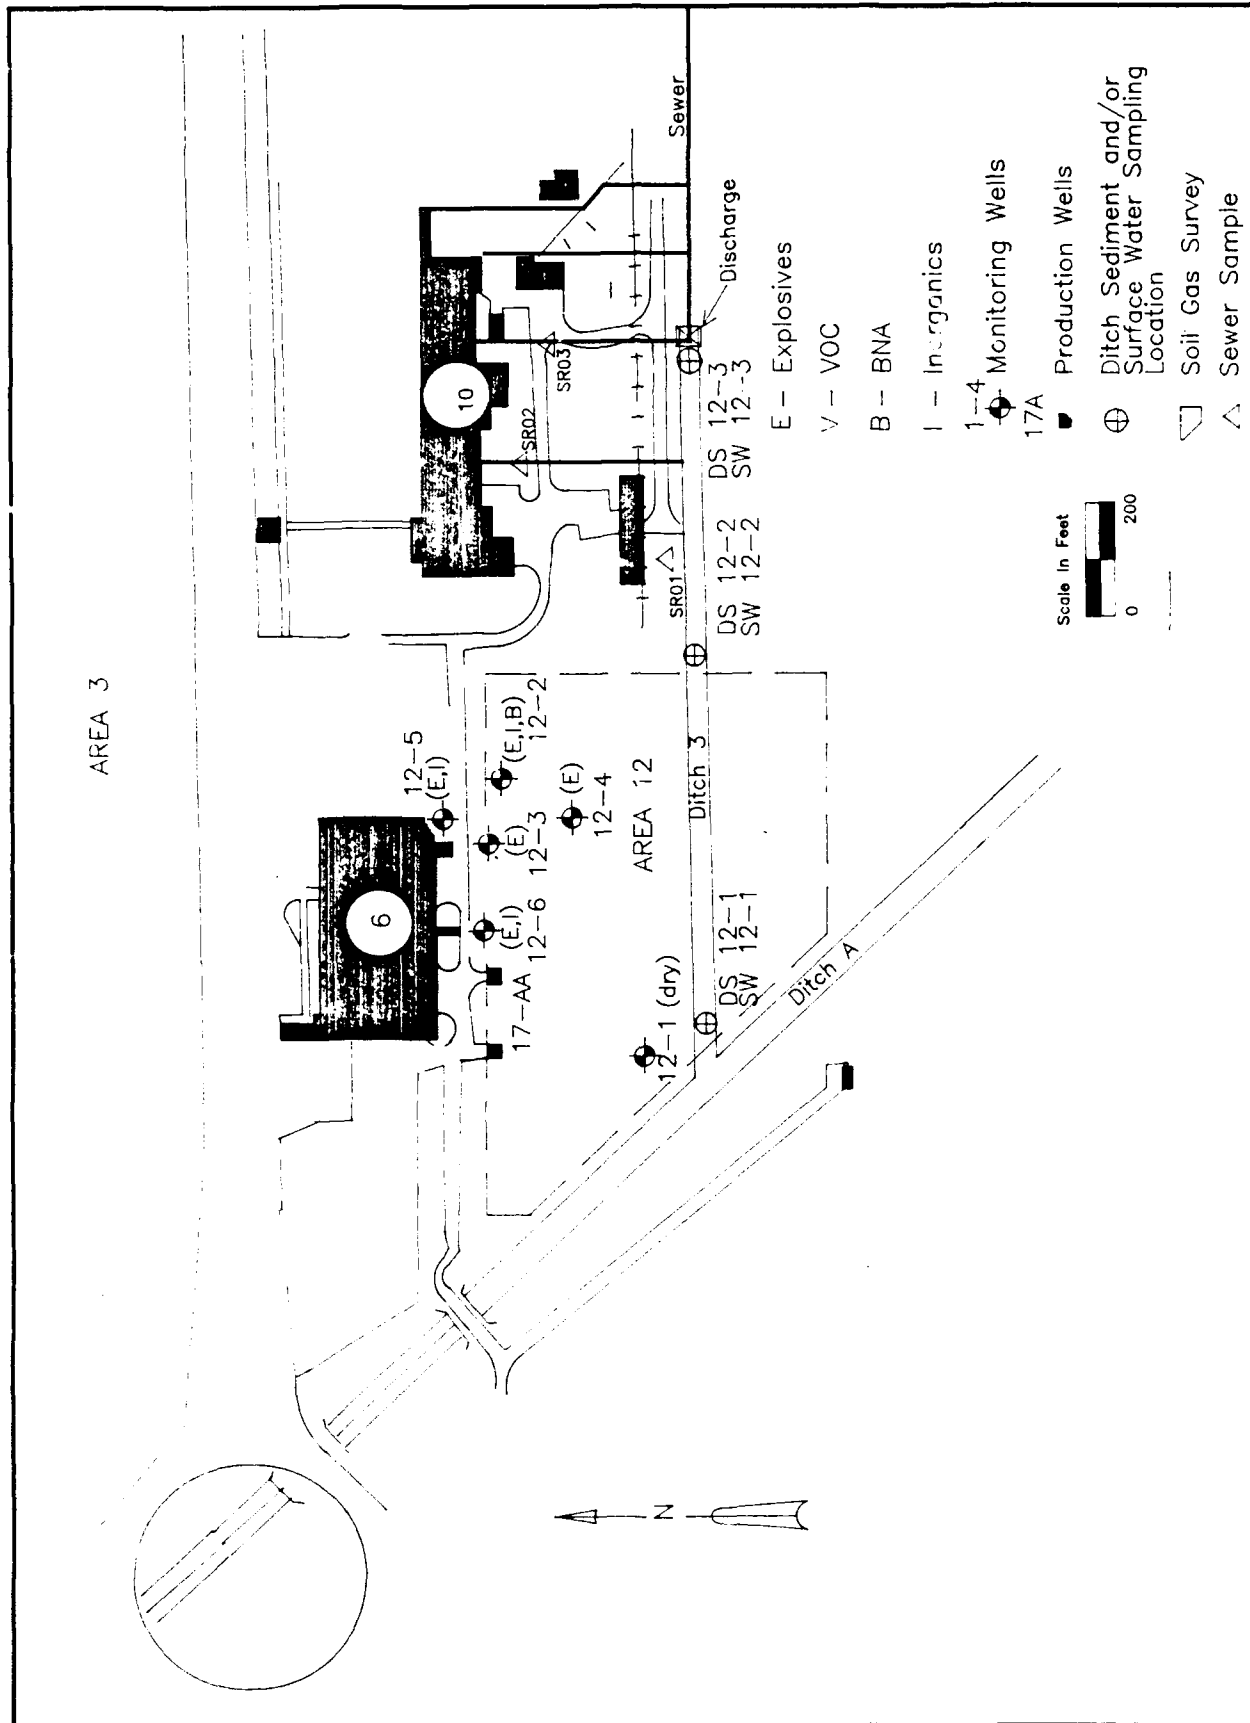 AREA 3
6
10
12-5
(E,I)
(E,I,B)
12-2
(E)
12-3
(E)
12-4
(E,I)
12-6
17-AA
AREA 12
12-1 (dry)
Ditch 3
Ditch A
DS 12-1
SW 12-1
DS 12-2
SW 12-2
DS 12-3
SW 12-3
SR01
SR02
SR03
Sewer
Discharge
N
E - Explosives
V - VOC
B - BNA
I - Inorganics
1-4
Monitoring Wells
17A
Production Wells
Ditch Sediment and/or
Surface Water Sampling
Location
Soil Gas Survey
Sewer Sample
Scale In Feet
0
200